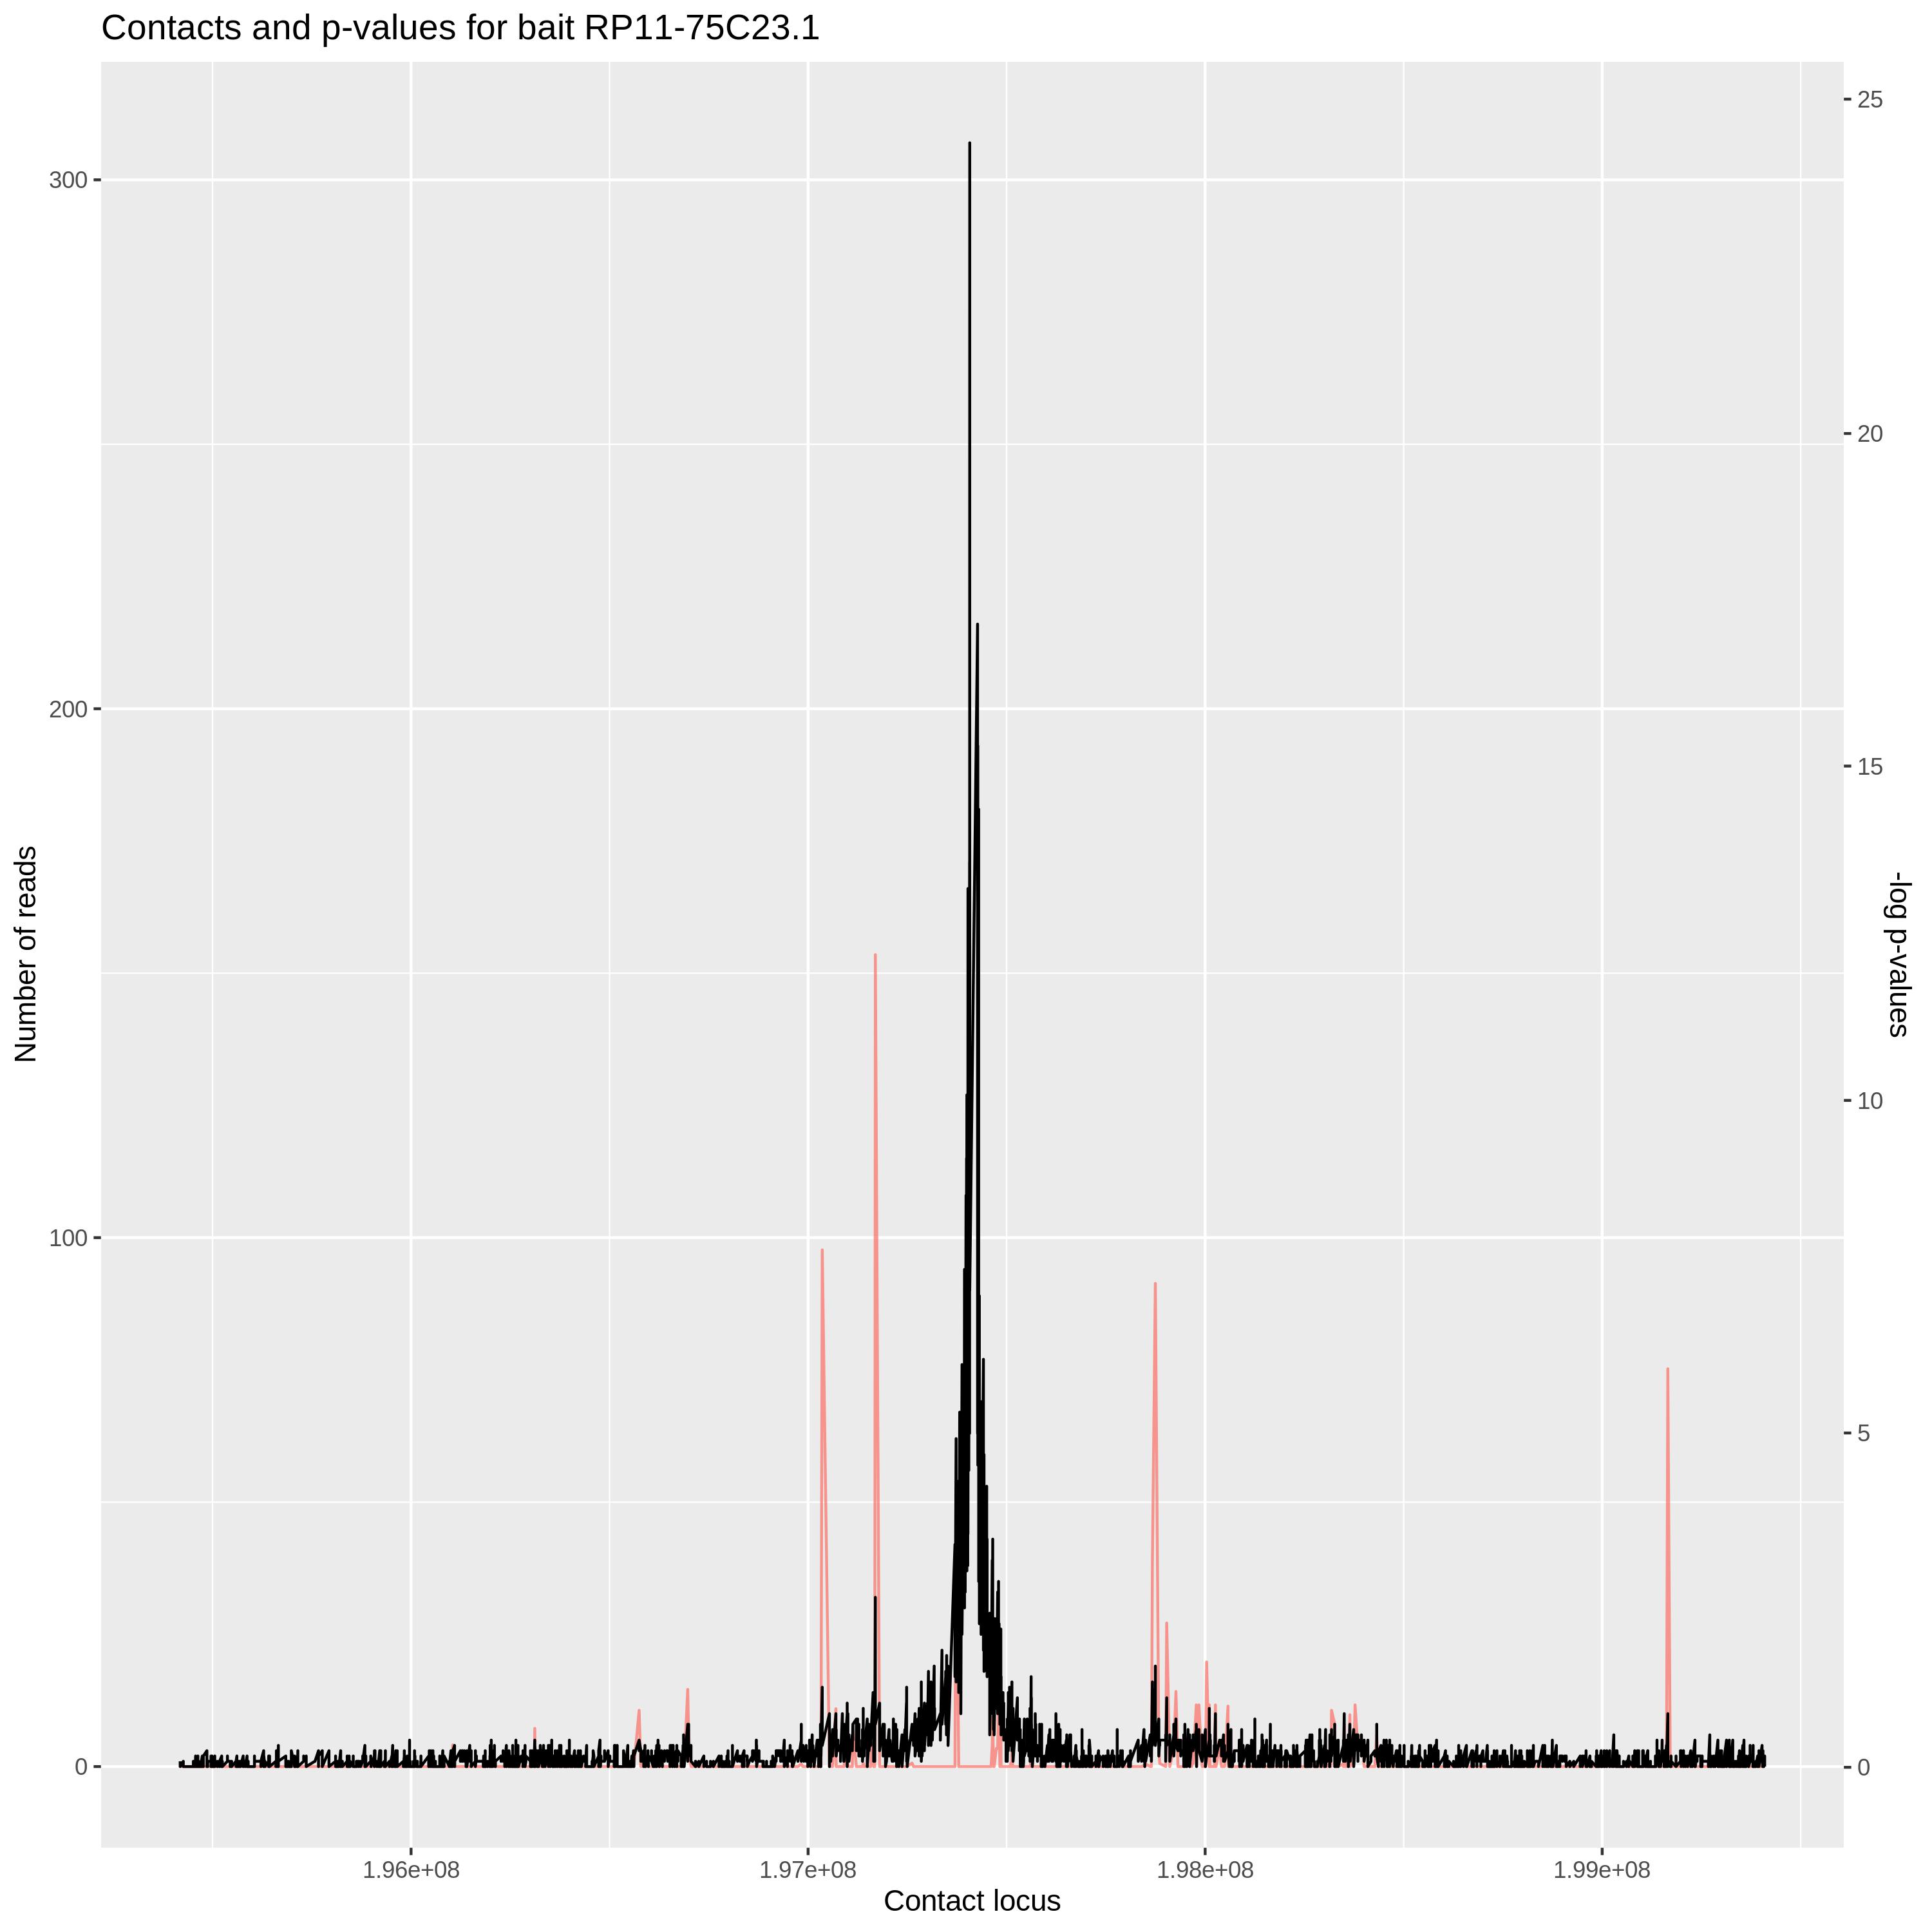 Contacts and p-values for bait RP11-75C23.1
300
200
100
0
Number of reads
25
20
15
10
5
0
-log p-values
1.96e+08
1.97e+08
1.98e+08
1.99e+08
Contact locus